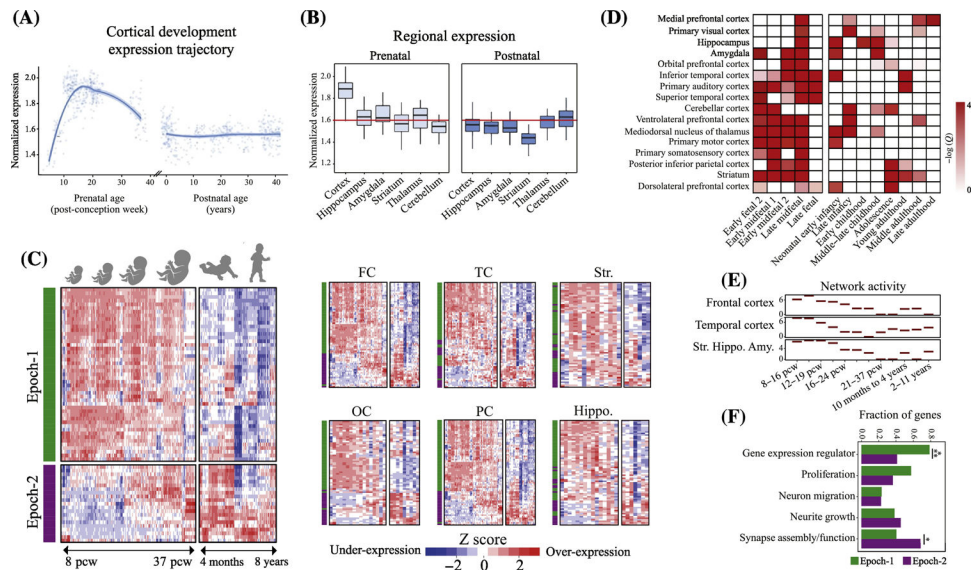 (A)
Cortical development
expression trajectory
Normalized expression
2.0
1.8
1.6
1.4
0 10 20 30 40
0 10 20 30 40
Prenatal age
(post-conception week)
Postnatal age
(years)
(B)
Regional expression
Prenatal
Postnatal
Normalized expression
2.0
1.8
1.6
1.4
1.2
Cortex
Hippocampus
Amygdala
Striatum
Thalamus
Cerebellum
Cortex
Hippocampus
Amygdala
Striatum
Thalamus
Cerebellum
(C)
Epoch-1
Epoch-2
8 pcw
37 pcw
4 months
8 years
FC
TC
Str.
OC
PC
Hippo.
Z score
Under-expression
Over-expression
−2 0 2
(D)
Medial prefrontal cortex
Primary visual cortex
Hippocampus
Amygdala
Orbital prefrontal cortex
Inferior temporal cortex
Primary auditory cortex
Superior temporal cortex
Cerebellar cortex
Ventrolateral prefrontal cortex
Mediodorsal nucleus of thalamus
Primary motor cortex
Primary somatosensory cortex
Posterior inferior parietal cortex
Striatum
Dorsolateral prefrontal cortex
Early fetal 2
Early midfetal 1
Early midfetal 2
Late midfetal
Late fetal
Neonatal early infancy
Late infancy
Early childhood
Middle–late childhood
Adolescence
Young adulthood
Middle adulthood
Late adulthood
4
−log (Q)
0
(E)
Network activity
Frontal cortex
6
0
Temporal cortex
6
0
Str. Hippo. Amy.
4
0
8–16 pcw
12–19 pcw
16–24 pcw
21–37 pcw
10 months to 4 years
2–11 years
(F)
Fraction of genes
0.0
0.2
0.4
0.6
0.8
Gene expression regulator
Proliferation
Neuron migration
Neurite growth
Synapse assembly/function
*
Epoch-1
Epoch-2